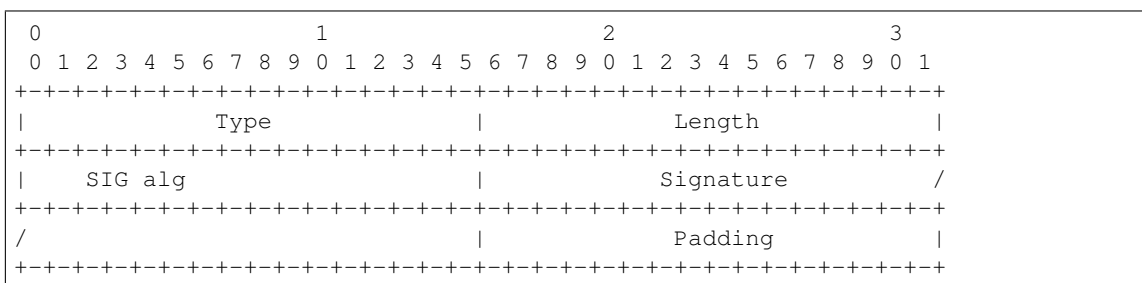 0                   1                   2                   3
 0 1 2 3 4 5 6 7 8 9 0 1 2 3 4 5 6 7 8 9 0 1 2 3 4 5 6 7 8 9 0 1
+-+-+-+-+-+-+-+-+-+-+-+-+-+-+-+-+-+-+-+-+-+-+-+-+-+-+-+-+-+-+-+-+
|             Type              |             Length            |
+-+-+-+-+-+-+-+-+-+-+-+-+-+-+-+-+-+-+-+-+-+-+-+-+-+-+-+-+-+-+-+-+
|    SIG alg                    |            Signature          /
+-+-+-+-+-+-+-+-+-+-+-+-+-+-+-+-+-+-+-+-+-+-+-+-+-+-+-+-+-+-+-+-+
/                               |             Padding           |
+-+-+-+-+-+-+-+-+-+-+-+-+-+-+-+-+-+-+-+-+-+-+-+-+-+-+-+-+-+-+-+-+